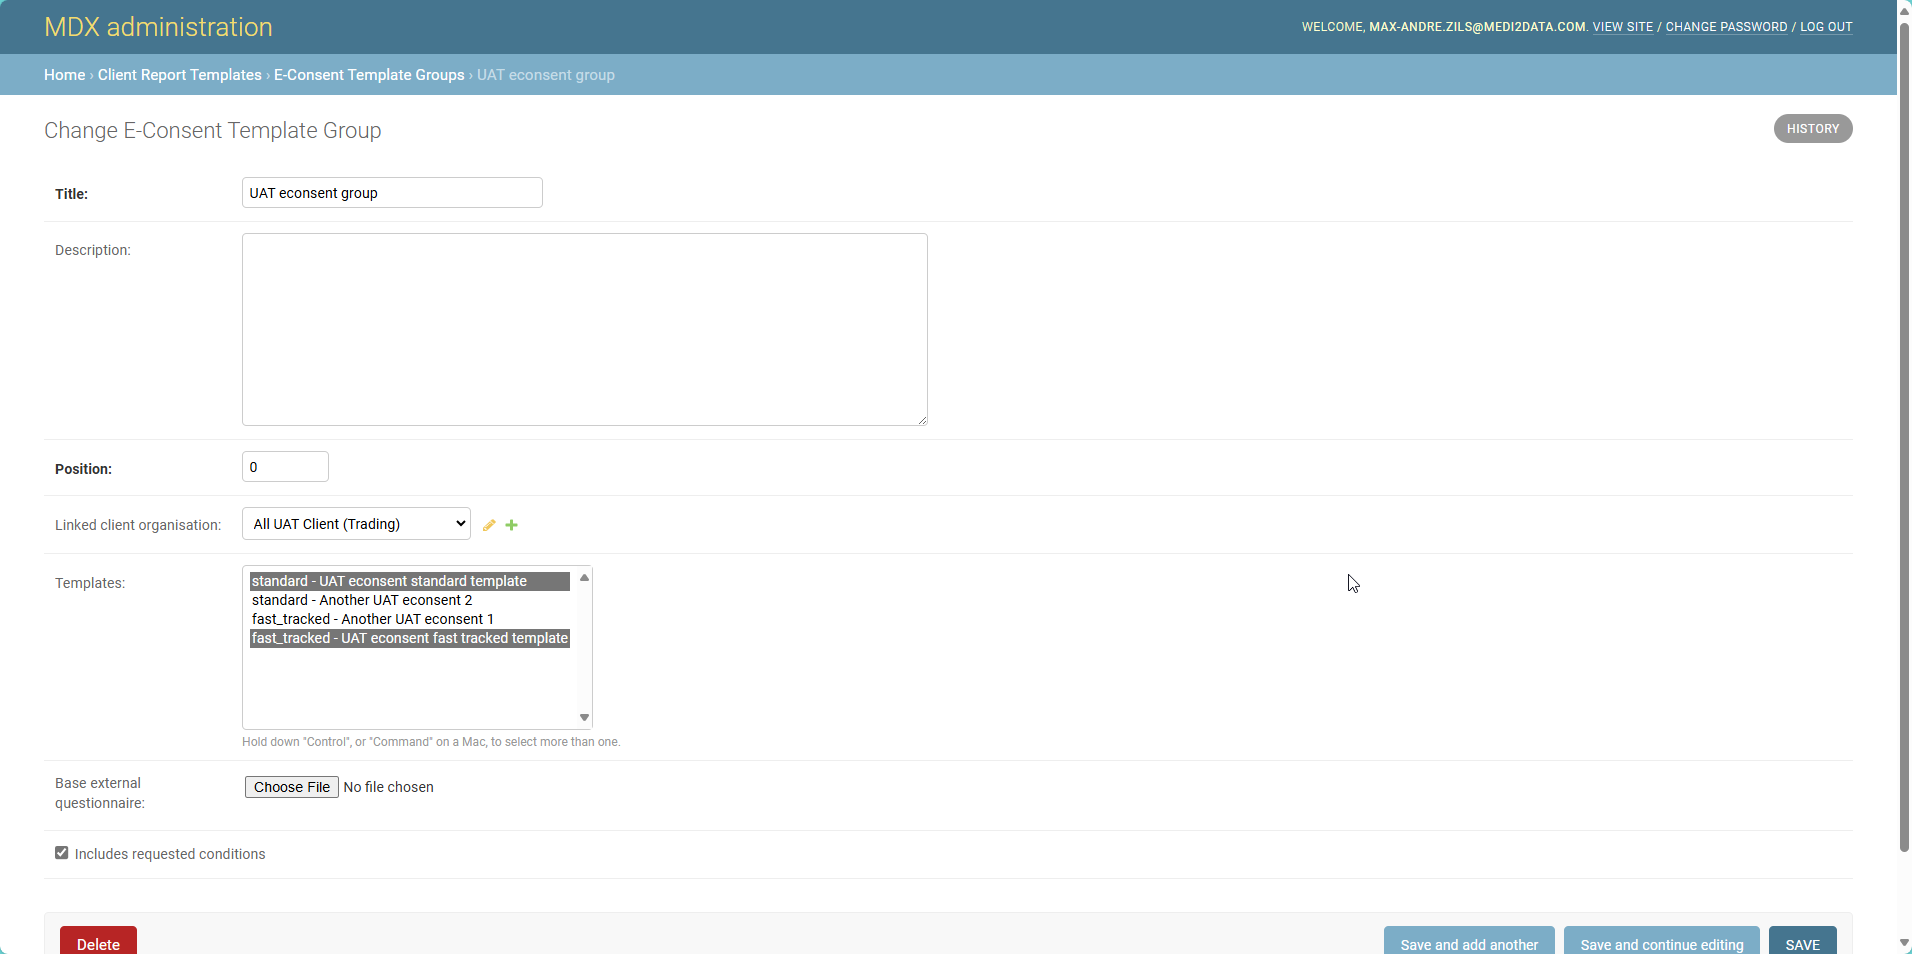 MDX administration
WELCOME, MAX-ANDRE.ZILS@MEDI2DATA.COM. VIEW SITE / CHANGE PASSWORD / LOG OUT
Home › Client Report Templates › E-Consent Template Groups › UAT econsent group
Change E-Consent Template Group
HISTORY
Title:
UAT econsent group
Description:
Position:
0
Linked client organisation:
All UAT Client (Trading)
Templates:
standard - UAT econsent standard template
standard - Another UAT econsent 2
fast_tracked - Another UAT econsent 1
fast_tracked - UAT econsent fast tracked template
Hold down "Control", or "Command" on a Mac, to select more than one.
Base external
questionnaire:
Choose File No file chosen
Includes requested conditions
Delete
Save and add another
Save and continue editing
SAVE